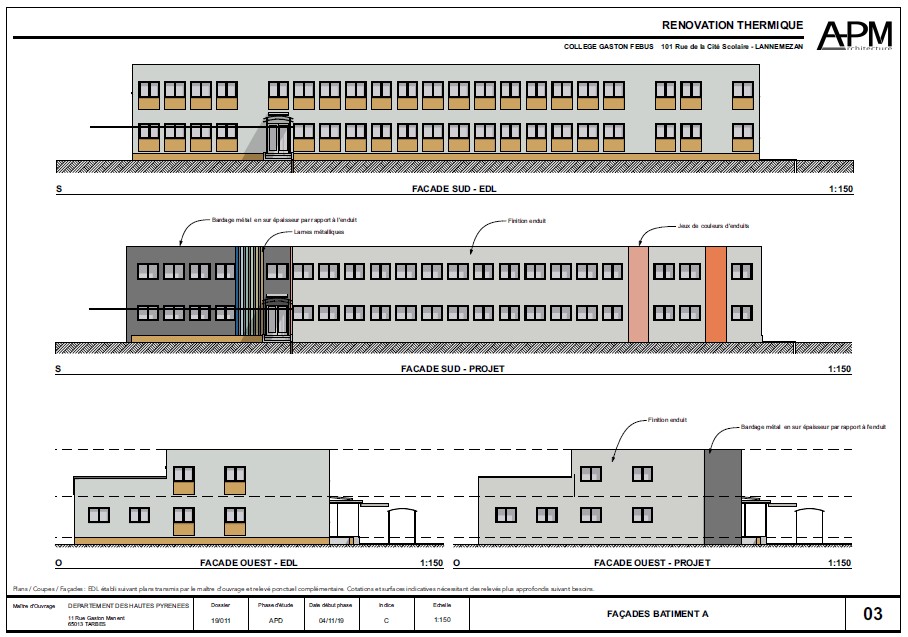 RENOVATION THERMIQUE
APM
architecture
COLLEGE GASTON FEBUS 101 Rue de la Cité Scolaire - LANNEMEZAN
S FACADE SUD - EDL 1:150
Bardage métal en sur épaisseur par rapport à l'enduit
Lames métalliques
Finition enduit
Jeux de couleurs d'enduits
S FACADE SUD - PROJET 1:150
Finition enduit
Bardage métal en sur épaisseur par rapport à l'enduit
O FACADE OUEST - EDL 1:150
O FACADE OUEST - PROJET 1:150
Plans / Coupes / Façades : EDL établi suivant plans transmis par le maître d'ouvrage et relevé ponctuel complémentaire. Cotations et surfaces indicatives nécessitant des relevés plus approfondis suivant besoins.
Maître d'Ouvrage DEPARTEMENT DES HAUTES PYRENEES
11 Rue Gaston Manent
65013 TARBES
Dossier
19/011
Phase d'étude
APD
Date début phase
04/11/19
Indice
C
Echelle
1:150
FAÇADES BATIMENT A
03